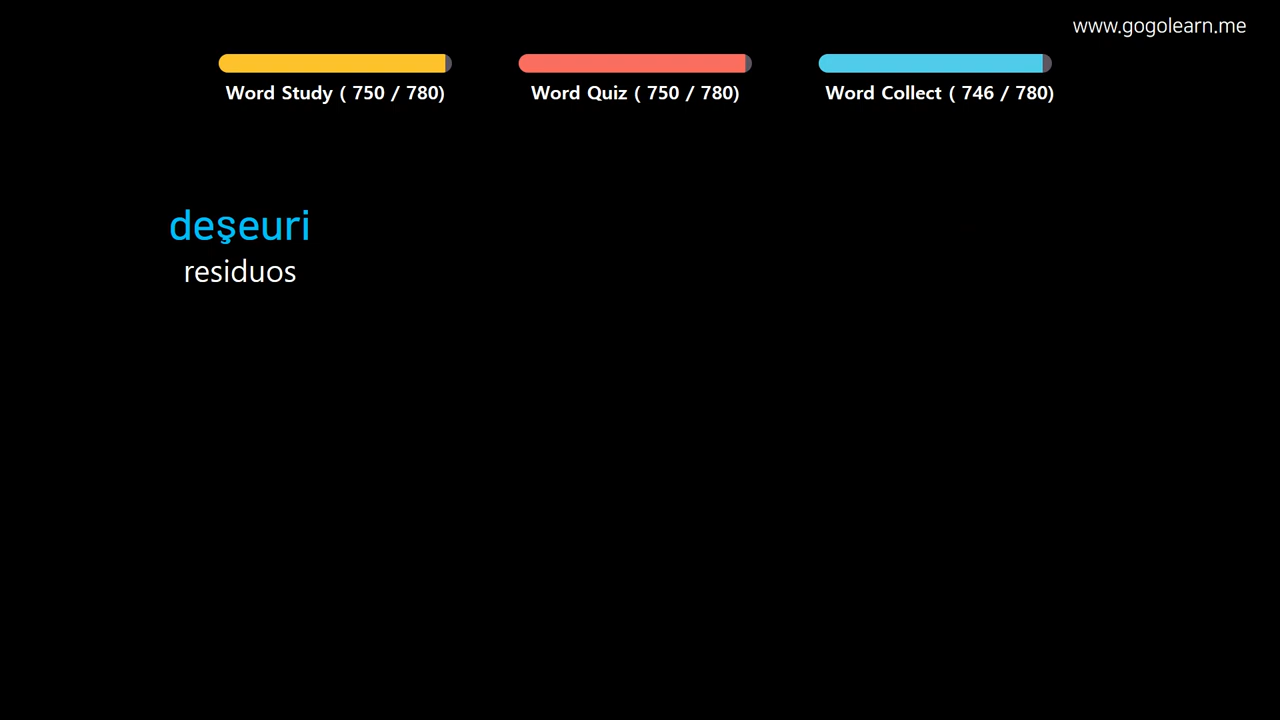 www.gogolearn.me
Word Study ( 750 / 780)
Word Quiz ( 750 / 780)
Word Collect ( 746 / 780)
deşeuri
residuos